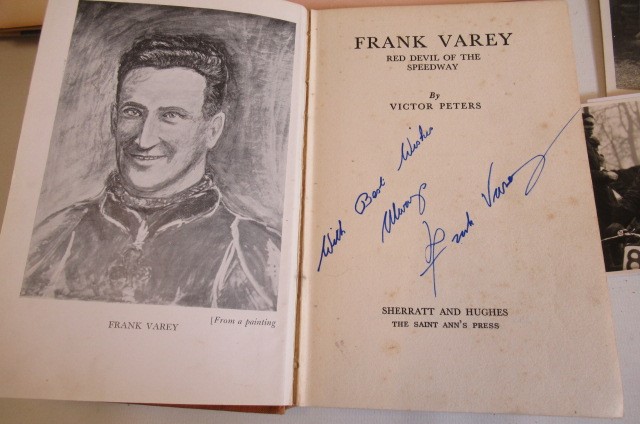 FRANK VAREY
[From a painting
FRANK VAREY
RED DEVIL OF THE
SPEEDWAY
By
VICTOR PETERS
With Best Wishes
Always
Frank Varey
SHERRATT AND HUGHES
THE SAINT ANN'S PRESS
8